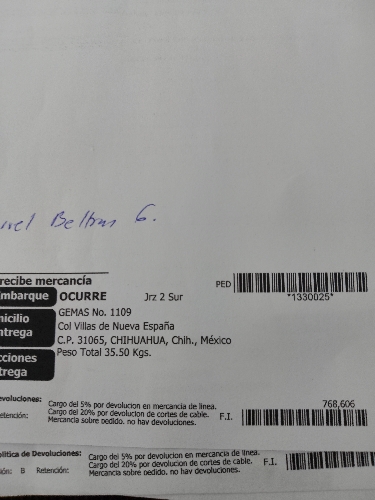 Beltran G.
recibe mercancía
mbarque OCURRE Jrz 2 Sur
PED *1330025*
micilio GEMAS No. 1109
ntrega Col Villas de Nueva España
C.P. 31065, CHIHUAHUA, Chih., México
cciones Peso Total 35.50 Kgs.
trega
evoluciones: Cargo del 5% por devolucion en mercancia de linea. 768,606
etención: Cargo del 20% por devolucion de cortes de cable. F.I.
Mercancia sobre pedido. no hay devoluciones.
olitica de Devoluciones: Cargo del 5% por devolucion en mercancia de linea.
Cargo del 20% por devolucion de cortes de cable. F.I.
ión: B Retención: Mercancia sobre pedido. no hay devoluciones.